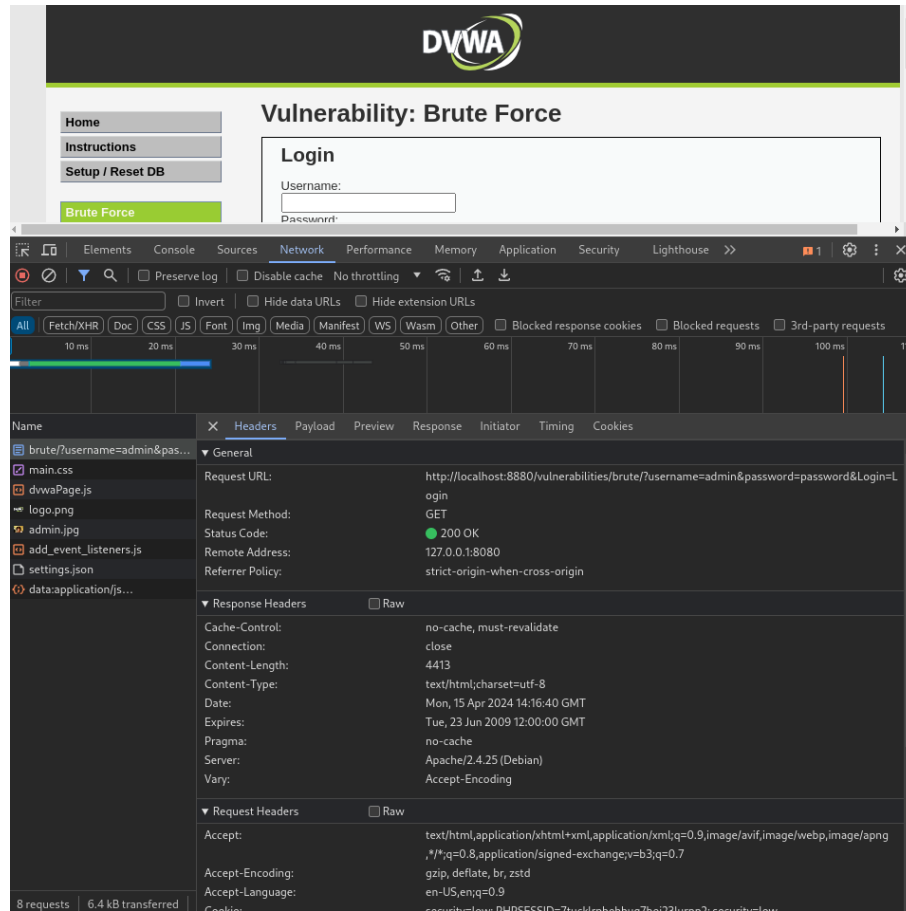 DVWA
Vulnerability: Brute Force
Home
Instructions
Setup / Reset DB
Brute Force
Login
Username:
Password:
Elements Console Sources Network Performance Memory Application Security Lighthouse 1
Preserve log Disable cache No throttling
Filter Invert Hide data URLs Hide extension URLs
All Fetch/XHR Doc CSS JS Font Img Media Manifest WS Wasm Other Blocked response cookies Blocked requests 3rd-party requests
10 ms 20 ms 30 ms 40 ms 50 ms 60 ms 70 ms 80 ms 90 ms 100 ms
Name
brute/?username=admin&pas...
main.css
dvwaPage.js
logo.png
admin.jpg
add_event_listeners.js
settings.json
data:application/js...
8 requests 6.4 kB transferred
Headers Payload Preview Response Initiator Timing Cookies
General
Request URL: http://localhost:8880/vulnerabilities/brute/?username=admin&password=password&Login=L
ogin
Request Method: GET
Status Code: 200 OK
Remote Address: 127.0.0.1:8080
Referrer Policy: strict-origin-when-cross-origin
Response Headers Raw
Cache-Control: no-cache, must-revalidate
Connection: close
Content-Length: 4413
Content-Type: text/html;charset=utf-8
Date: Mon, 15 Apr 2024 14:16:40 GMT
Expires: Tue, 23 Jun 2009 12:00:00 GMT
Pragma: no-cache
Server: Apache/2.4.25 (Debian)
Vary: Accept-Encoding
Request Headers Raw
Accept: text/html,application/xhtml+xml,application/xml;q=0.9,image/avif,image/webp,image/apng
,*/*;q=0.8,application/signed-exchange;v=b3;q=0.7
Accept-Encoding: gzip, deflate, br, zstd
Accept-Language: en-US,en;q=0.9
Cookie: security=low;